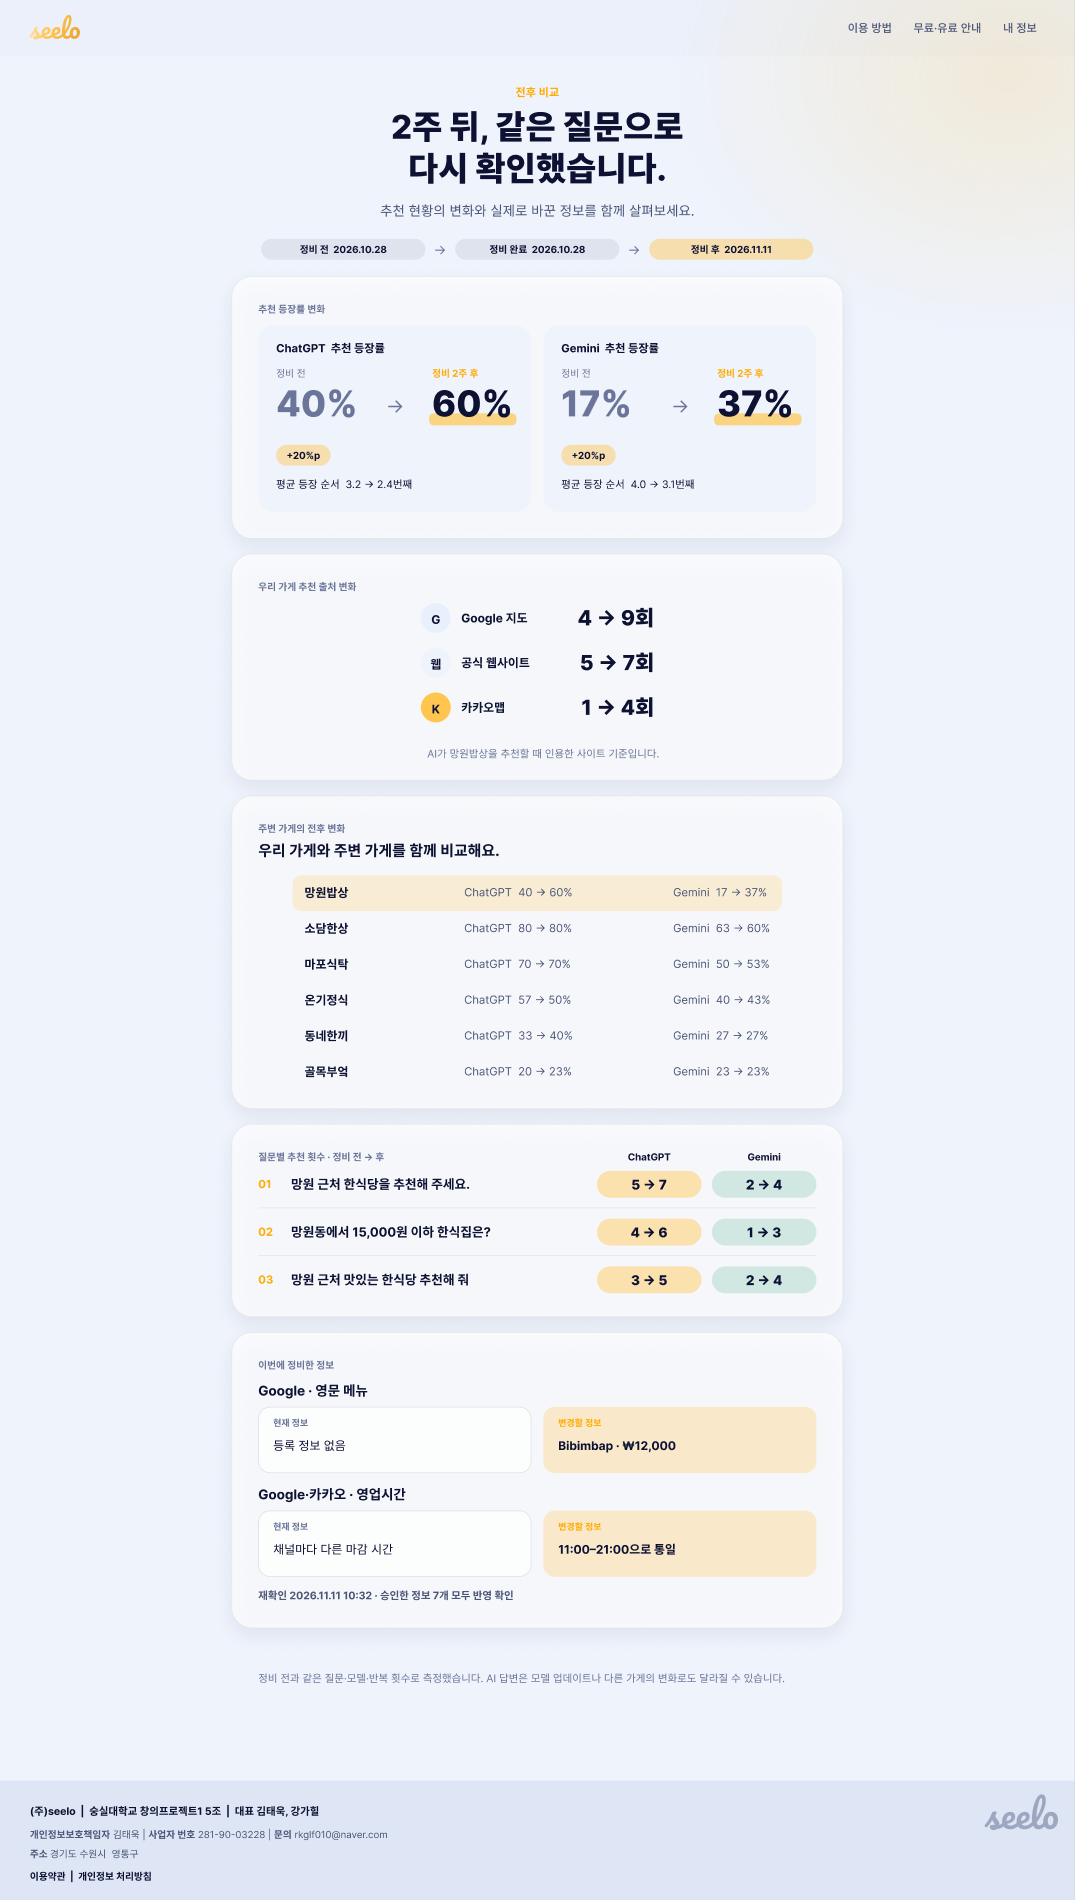 seelo
이용 방법 무료·유료 안내 내 정보
전후 비교
2주 뒤, 같은 질문으로
다시 확인했습니다.
추천 현황의 변화와 실제로 바꾼 정보를 함께 살펴보세요.
정비 전 2026.10.28 → 정비 완료 2026.10.28 → 정비 후 2026.11.11
추천 등장률 변화
ChatGPT 추천 등장률
정비 전 정비 2주 후
40% → 60%
+20%p
평균 등장 순서 3.2 → 2.4번째
Gemini 추천 등장률
정비 전 정비 2주 후
17% → 37%
+20%p
평균 등장 순서 4.0 → 3.1번째
우리 가게 추천 출처 변화
G Google 지도 4 → 9회
웹 공식 웹사이트 5 → 7회
K 카카오맵 1 → 4회
AI가 망원밥상을 추천할 때 인용한 사이트 기준입니다.
주변 가게의 전후 변화
우리 가게와 주변 가게를 함께 비교해요.
망원밥상 ChatGPT 40 → 60% Gemini 17 → 37%
소담한상 ChatGPT 80 → 80% Gemini 63 → 60%
마포식탁 ChatGPT 70 → 70% Gemini 50 → 53%
온기정식 ChatGPT 57 → 50% Gemini 40 → 43%
동네한끼 ChatGPT 33 → 40% Gemini 27 → 27%
골목부엌 ChatGPT 20 → 23% Gemini 23 → 23%
질문별 추천 횟수 · 정비 전 → 후 ChatGPT Gemini
01 망원 근처 한식당을 추천해 주세요. 5 → 7 2 → 4
02 망원동에서 15,000원 이하 한식집은? 4 → 6 1 → 3
03 망원 근처 맛있는 한식당 추천해 줘 3 → 5 2 → 4
이번에 정비한 정보
Google · 영문 메뉴
현재 정보
등록 정보 없음
변경할 정보
Bibimbap · ₩12,000
Google·카카오 · 영업시간
현재 정보
채널마다 다른 마감 시간
변경할 정보
11:00–21:00으로 통일
재확인 2026.11.11 10:32 · 승인한 정보 7개 모두 반영 확인
정비 전과 같은 질문·모델·반복 횟수로 측정했습니다. AI 답변은 모델 업데이트나 다른 가게의 변화로도 달라질 수 있습니다.
(주)seelo | 숭실대학교 창의프로젝트1 5조 | 대표 김태욱, 강가힐
개인정보보호책임자 김태욱 | 사업자 번호 281-90-03228 | 문의 rkglf010@naver.com
주소 경기도 수원시 영통구
이용약관 | 개인정보 처리방침
seelo